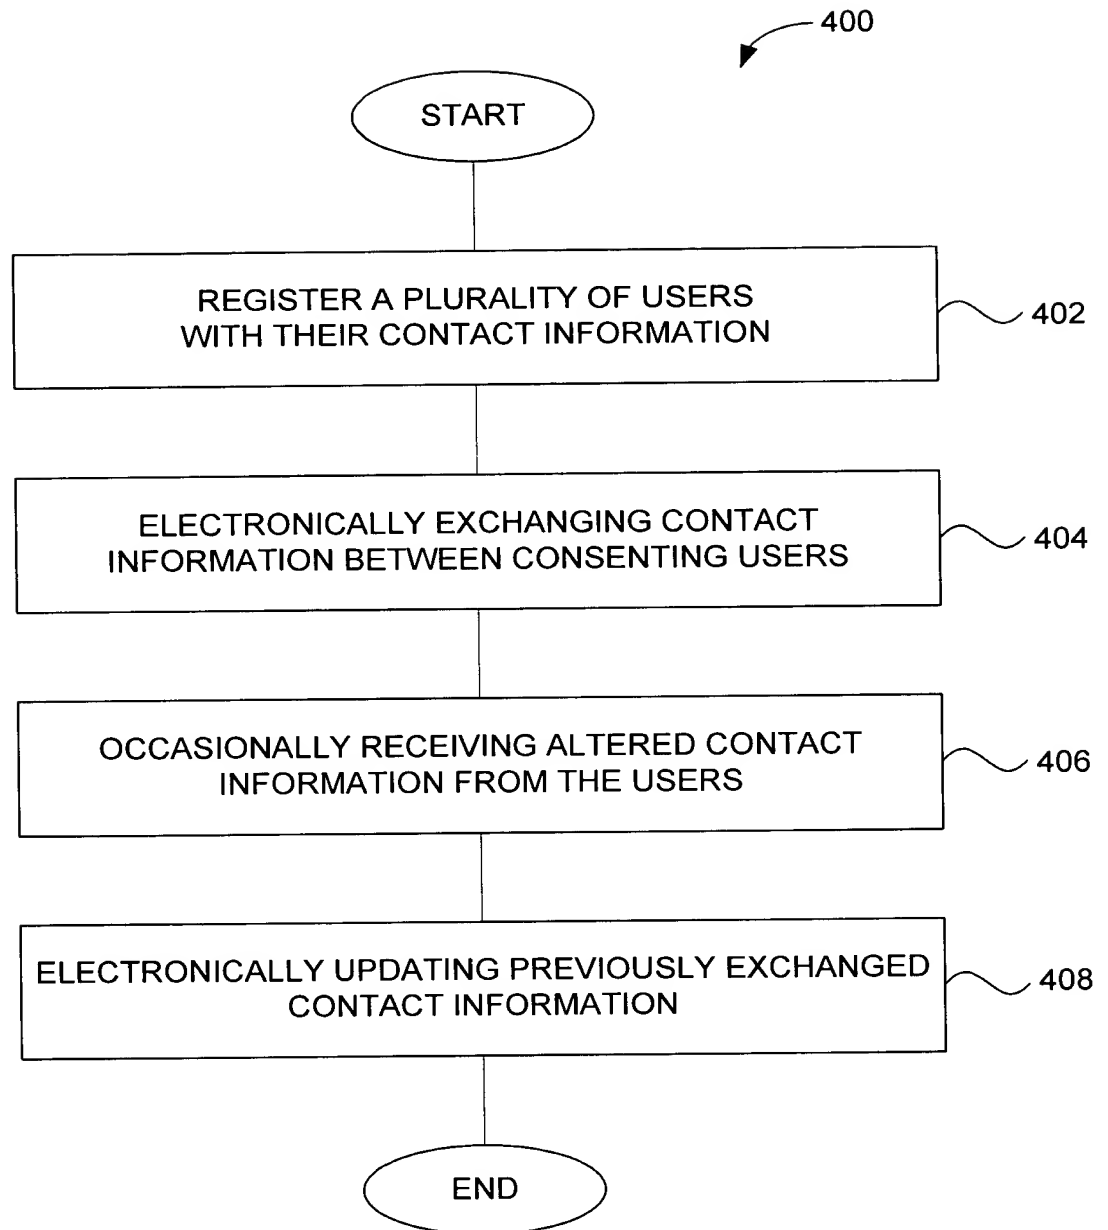 400
START
REGISTER A PLURALITY OF USERS
WITH THEIR CONTACT INFORMATION
402
ELECTRONICALLY EXCHANGING CONTACT
INFORMATION BETWEEN CONSENTING USERS
404
OCCASIONALLY RECEIVING ALTERED CONTACT
INFORMATION FROM THE USERS
406
ELECTRONICALLY UPDATING PREVIOUSLY EXCHANGED
CONTACT INFORMATION
408
END